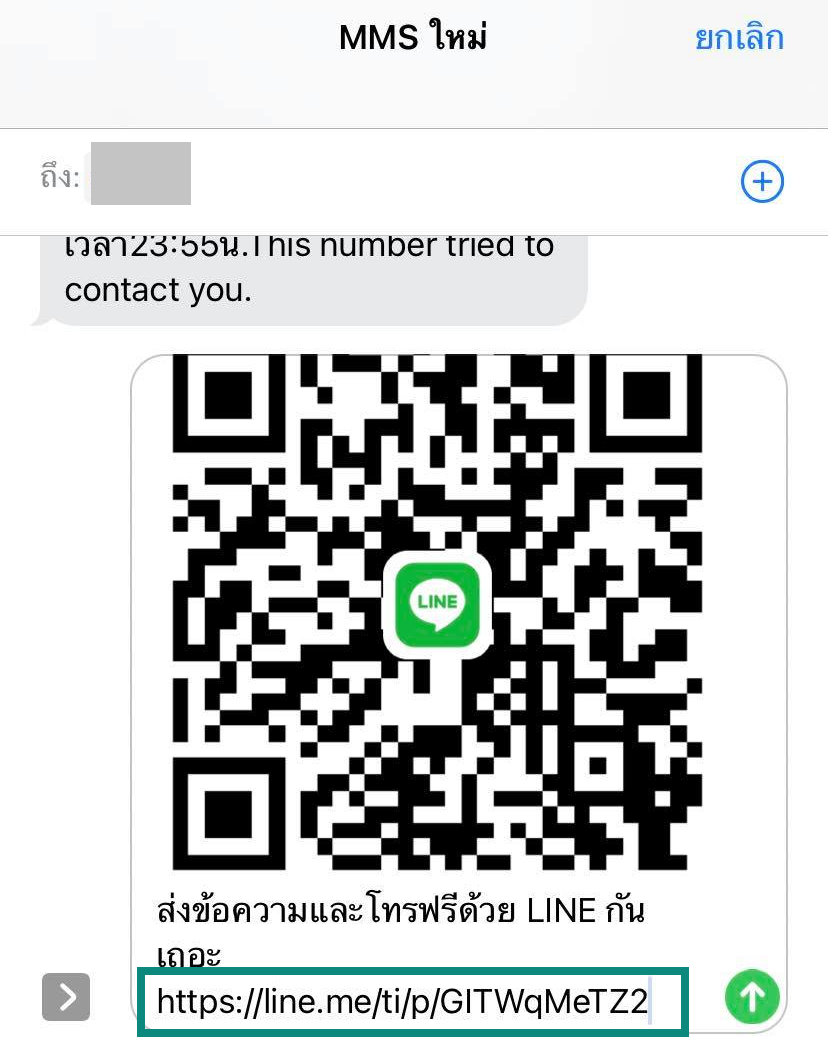 MMS ใหม่
ยกเลิก
ถึง:
เวลา23:55น.This number tried to
contact you.
LINE
ส่งข้อความและโทรฟรีด้วย LINE กัน
เถอะ
https://line.me/ti/p/GITWqMeTZ2